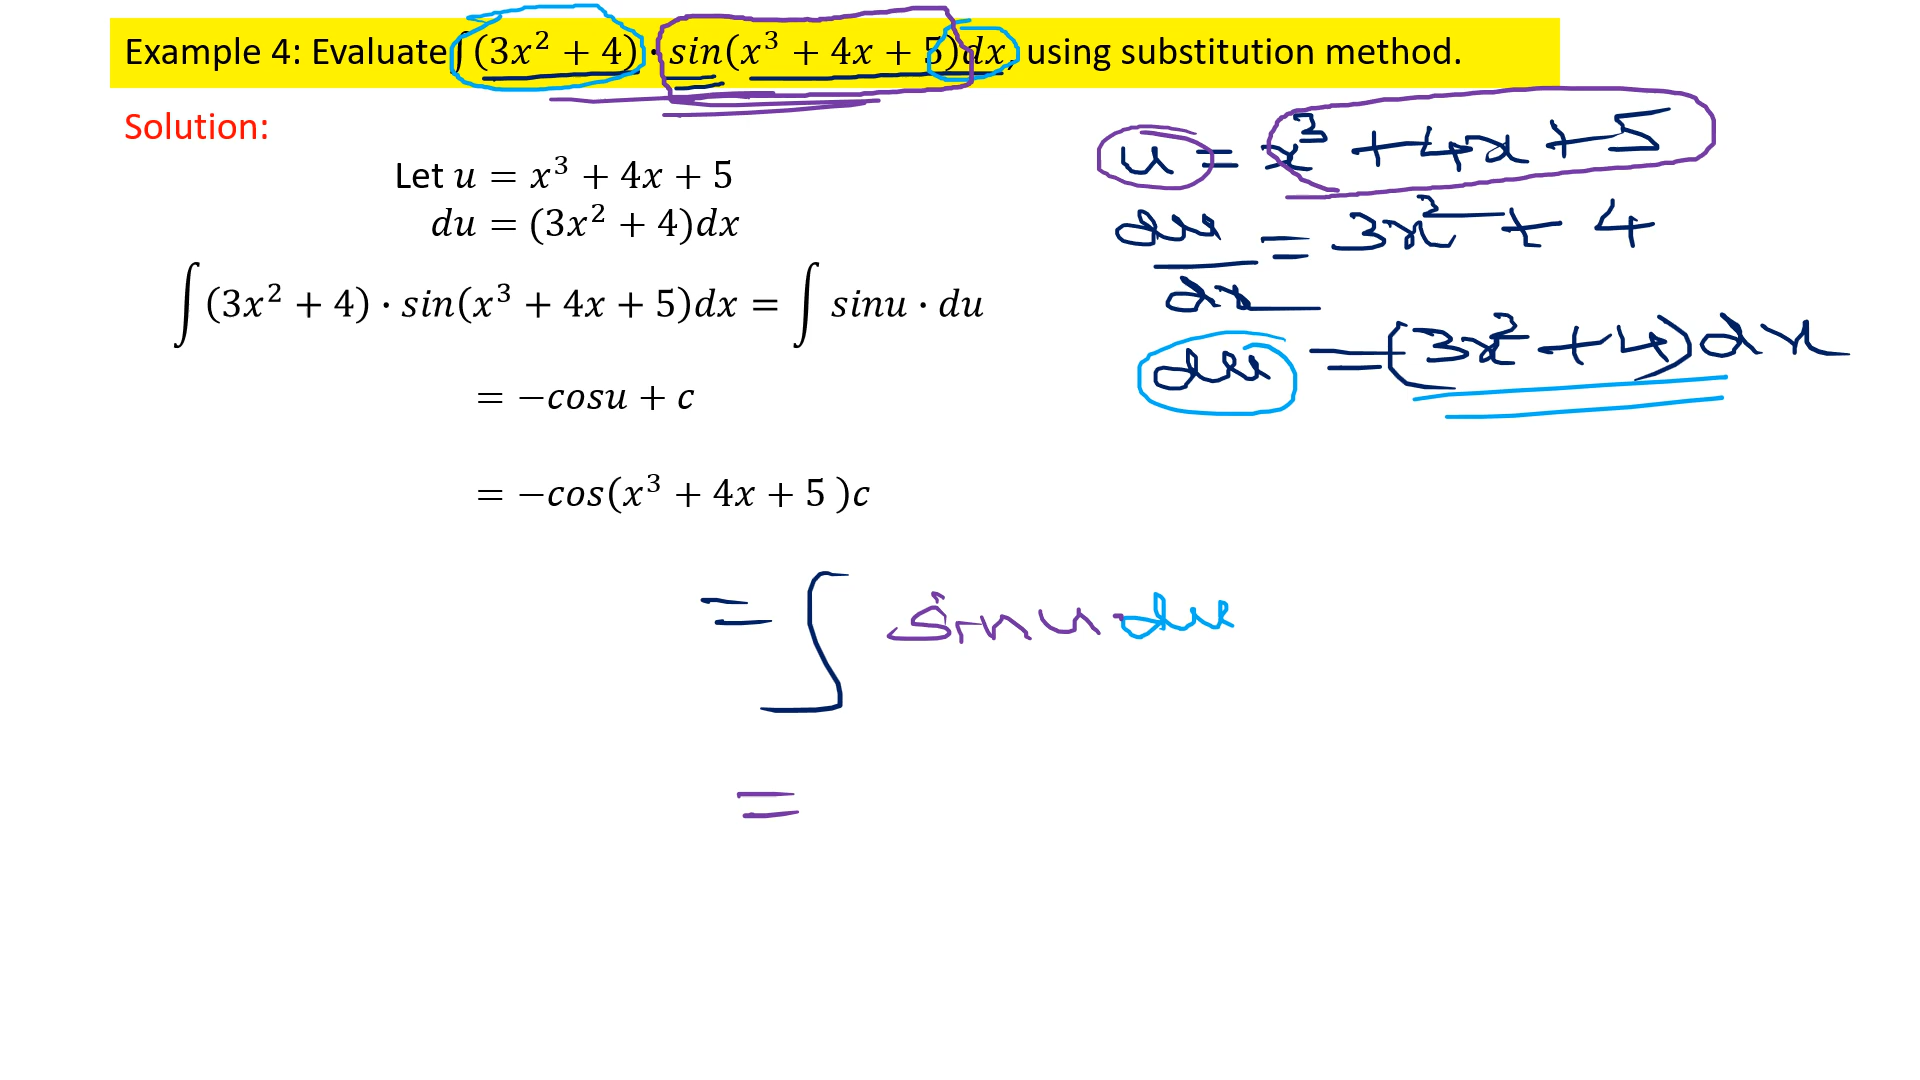 Example 4: Evaluate ∫(3x² + 4) · sin(x³ + 4x + 5)dx, using substitution method.
Solution:
Let u = x³ + 4x + 5
du = (3x² + 4)dx
∫(3x² + 4) · sin(x³ + 4x + 5)dx = ∫ sinu · du
= −cosu + c
= −cos(x³ + 4x + 5 )c
u = x³ + 4x + 5
du/dx = 3x² + 4
du = (3x² + 4)dx
= ∫ sin u · du
=